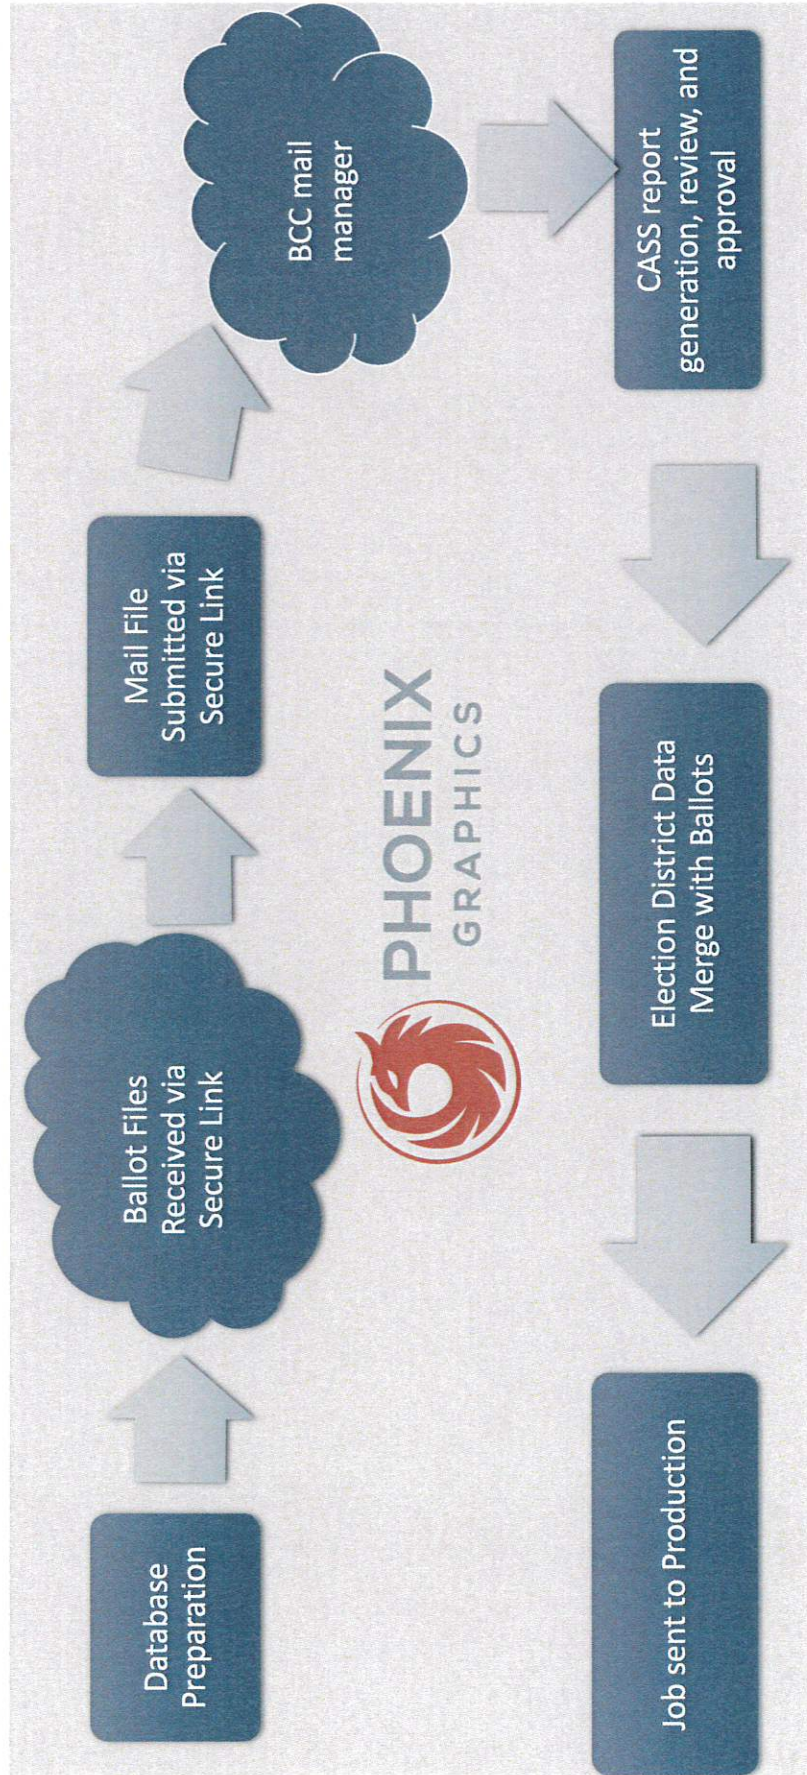 Database
Preparation
Ballot Files
Received via
Secure Link
Mail File
Submitted via
Secure Link
BCC mail
manager
CASS report
generation, review, and
approval
Election District Data
Merge with Ballots
Job sent to Production
PHOENIX
GRAPHICS